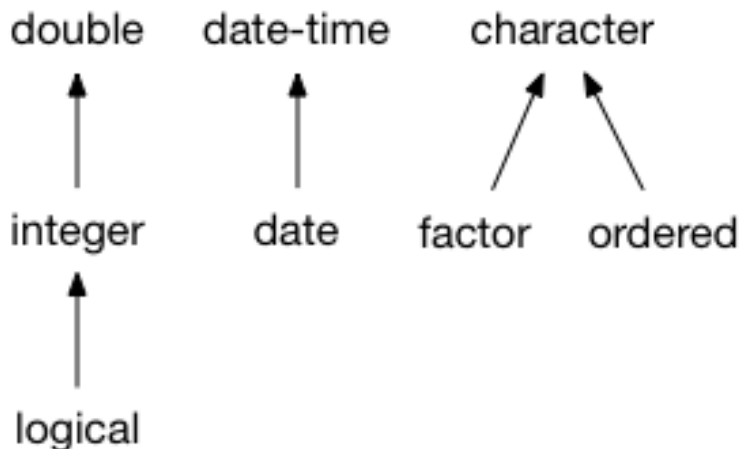 double date-time character
integer date factor ordered
logical